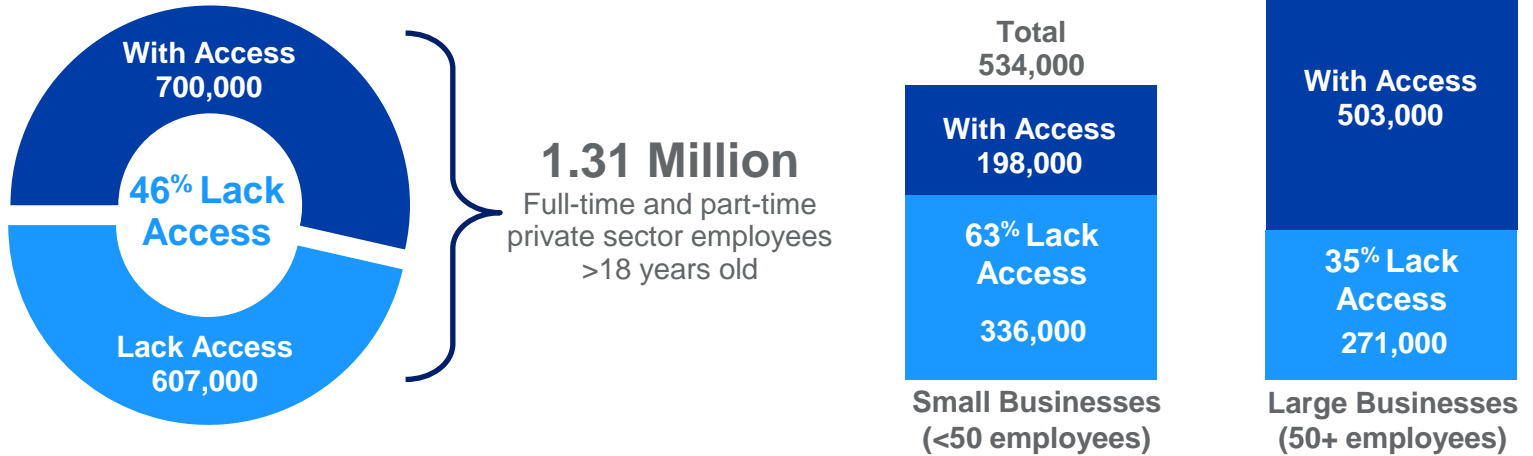 With Access
700,000
46% Lack
Access
Lack Access
607,000
1.31 Million
Full-time and part-time
private sector employees
>18 years old
Total
534,000
With Access
198,000
63% Lack
Access
336,000
Small Businesses
(<50 employees)
With Access
503,000
35% Lack
Access
271,000
Large Businesses
(50+ employees)